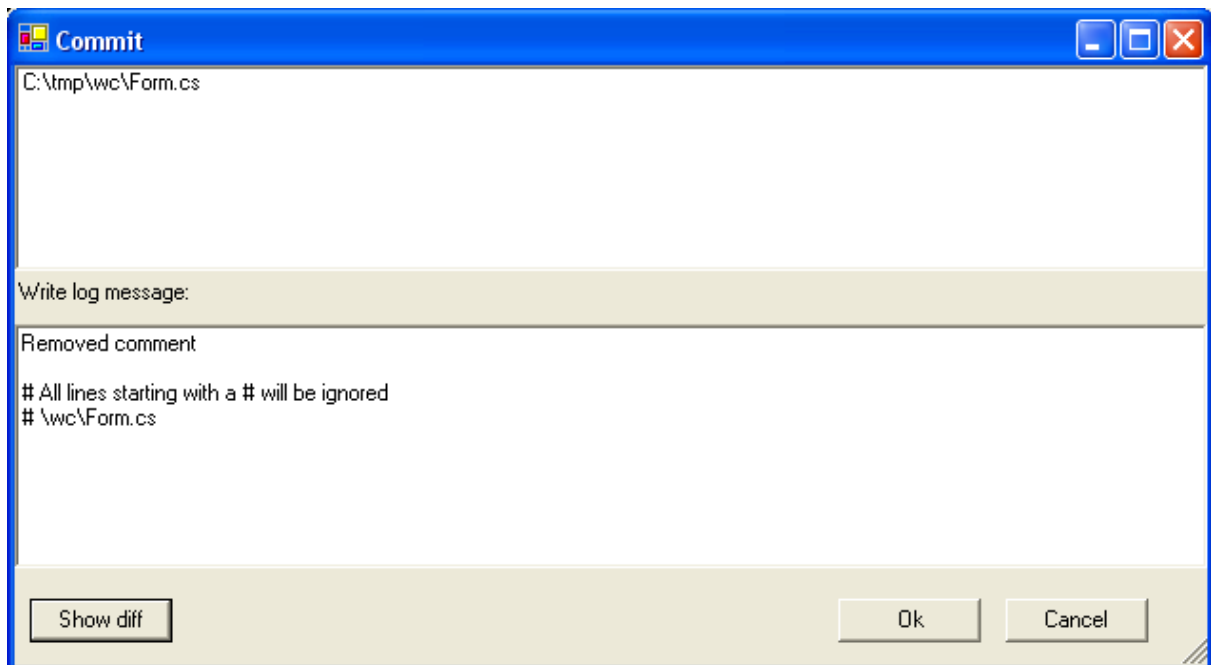 Commit
C:\tmp\wc\Form.cs
Write log message:
Removed comment
# All lines starting with a # will be ignored
# \wc\Form.cs
Show diff
Ok
Cancel